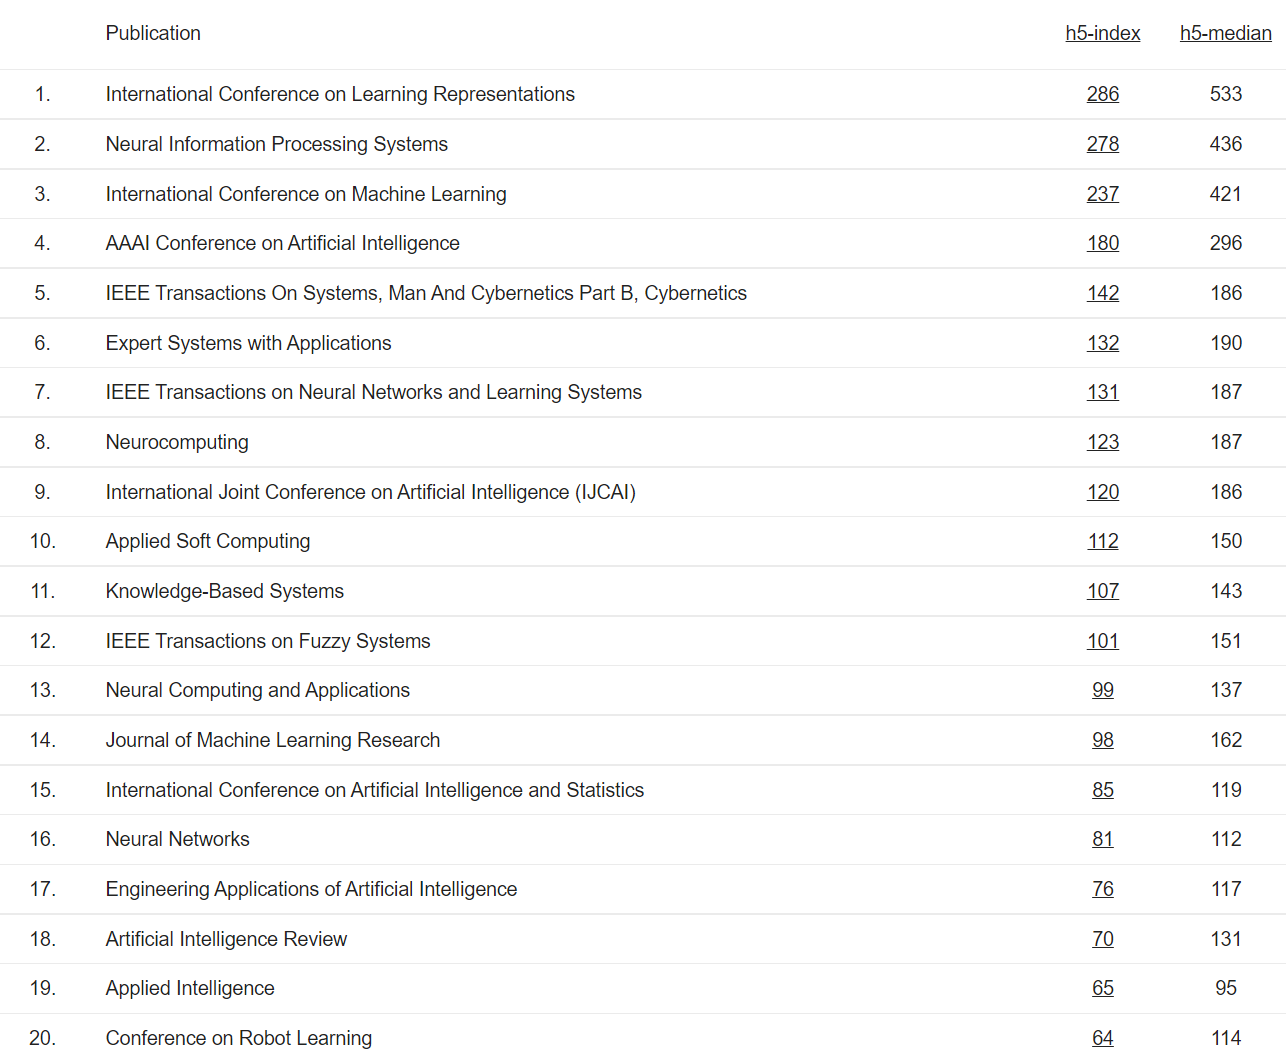 Publication h5-index h5-median
1. International Conference on Learning Representations 286 533
2. Neural Information Processing Systems 278 436
3. International Conference on Machine Learning 237 421
4. AAAI Conference on Artificial Intelligence 180 296
5. IEEE Transactions On Systems, Man And Cybernetics Part B, Cybernetics 142 186
6. Expert Systems with Applications 132 190
7. IEEE Transactions on Neural Networks and Learning Systems 131 187
8. Neurocomputing 123 187
9. International Joint Conference on Artificial Intelligence (IJCAI) 120 186
10. Applied Soft Computing 112 150
11. Knowledge-Based Systems 107 143
12. IEEE Transactions on Fuzzy Systems 101 151
13. Neural Computing and Applications 99 137
14. Journal of Machine Learning Research 98 162
15. International Conference on Artificial Intelligence and Statistics 85 119
16. Neural Networks 81 112
17. Engineering Applications of Artificial Intelligence 76 117
18. Artificial Intelligence Review 70 131
19. Applied Intelligence 65 95
20. Conference on Robot Learning 64 114